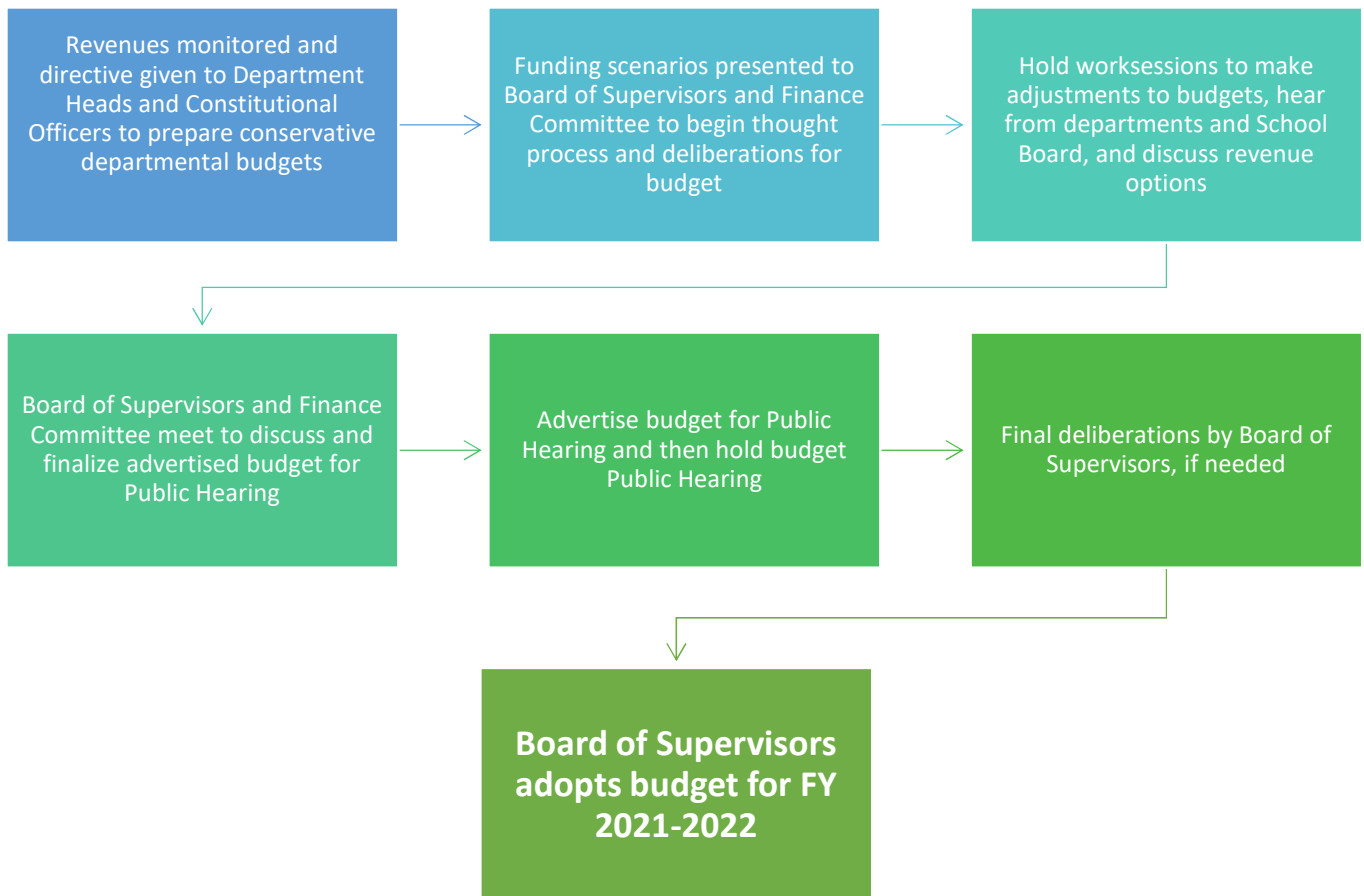 Revenues monitored and
directive given to Department
Heads and Constitutional
Officers to prepare conservative
departmental budgets
Funding scenarios presented to
Board of Supervisors and Finance
Committee to begin thought
process and deliberations for
budget
Hold worksessions to make
adjustments to budgets, hear
from departments and School
Board, and discuss revenue
options
Board of Supervisors and Finance
Committee meet to discuss and
finalize advertised budget for
Public Hearing
Advertise budget for Public
Hearing and then hold budget
Public Hearing
Final deliberations by Board of
Supervisors, if needed
Board of Supervisors
adopts budget for FY
2021-2022